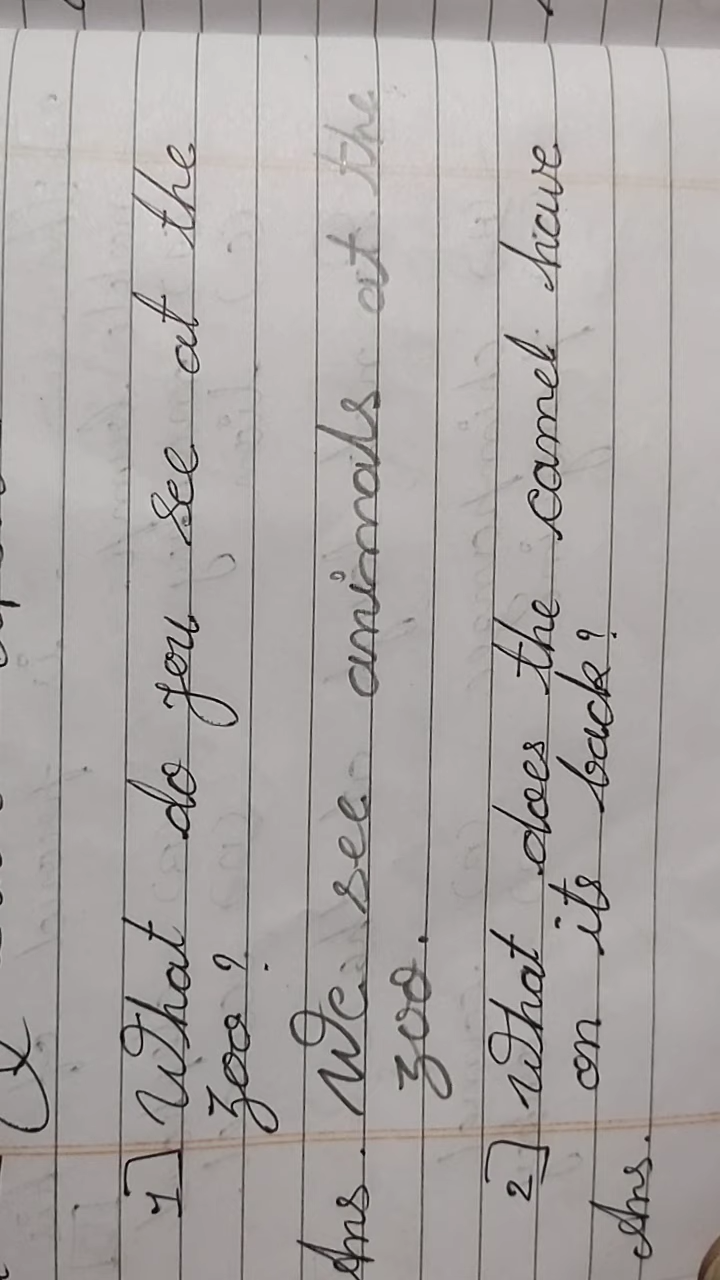 1] What do you see at the
zoo?
Ans. We see animals at the
zoo.
2] What does the camel have
on its back?
Ans.